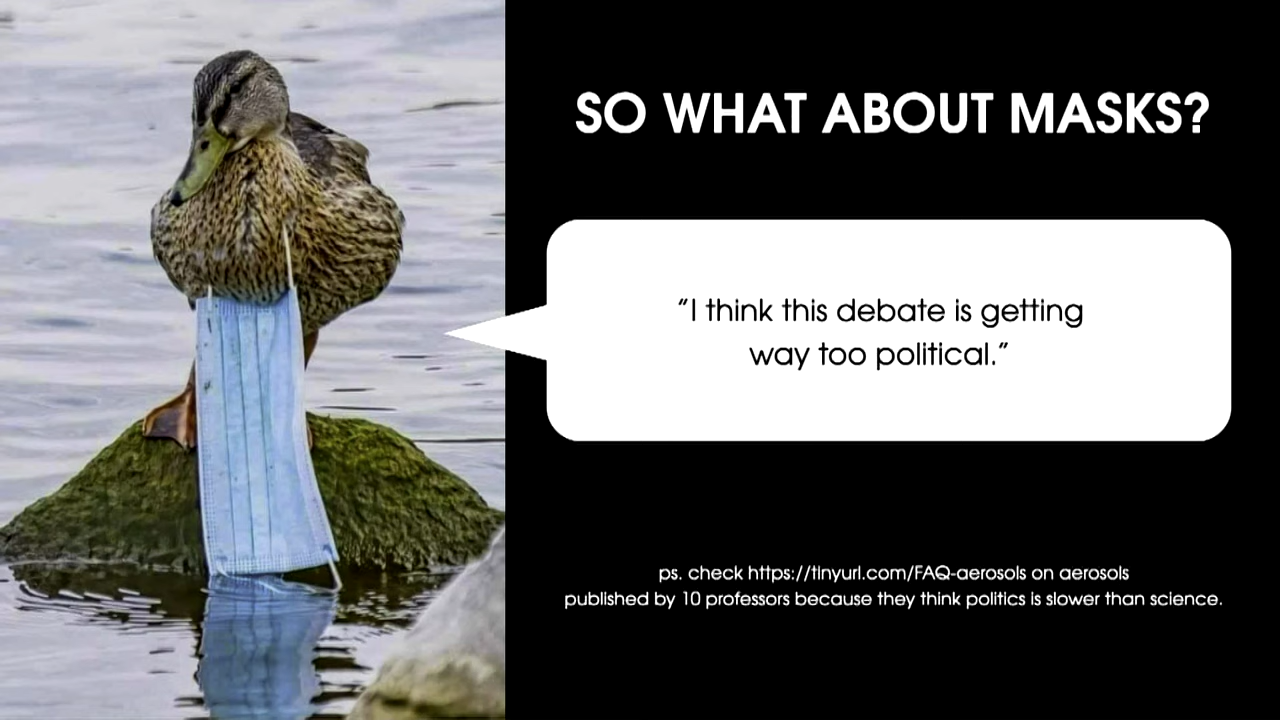 SO WHAT ABOUT MASKS?
"I think this debate is getting
way too political."
ps. check https://tinyurl.com/FAQ-aerosols on aerosols
published by 10 professors because they think politics is slower than science.